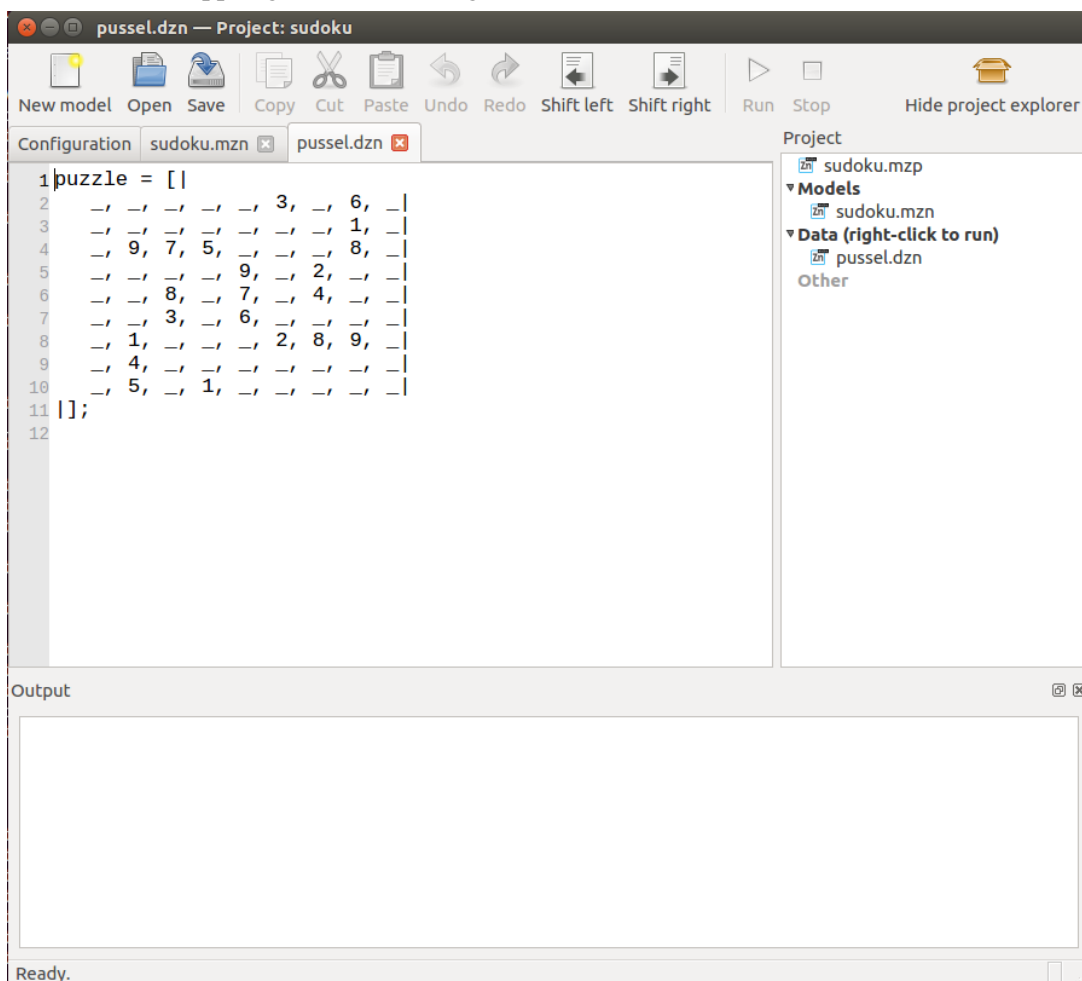 pussel.dzn — Project: sudoku
New model Open Save Copy Cut Paste Undo Redo Shift left Shift right Run Stop Hide project explorer
Configuration sudoku.mzn pussel.dzn
1 puzzle = [|
2 _, _, _, _, _, 3, _, 6, _|
3 _, _, _, _, _, _, _, 1, _|
4 _, 9, 7, 5, _, _, _, 8, _|
5 _, _, _, _, 9, _, 2, _, _|
6 _, _, 8, _, 7, _, 4, _, _|
7 _, _, 3, _, 6, _, _, _, _|
8 _, 1, _, _, _, 2, 8, 9, _|
9 _, 4, _, _, _, _, _, _, _|
10 _, 5, _, 1, _, _, _, _, _|
11 |];
12
Project
sudoku.mzp
Models
sudoku.mzn
Data (right-click to run)
pussel.dzn
Other
Output
Ready.